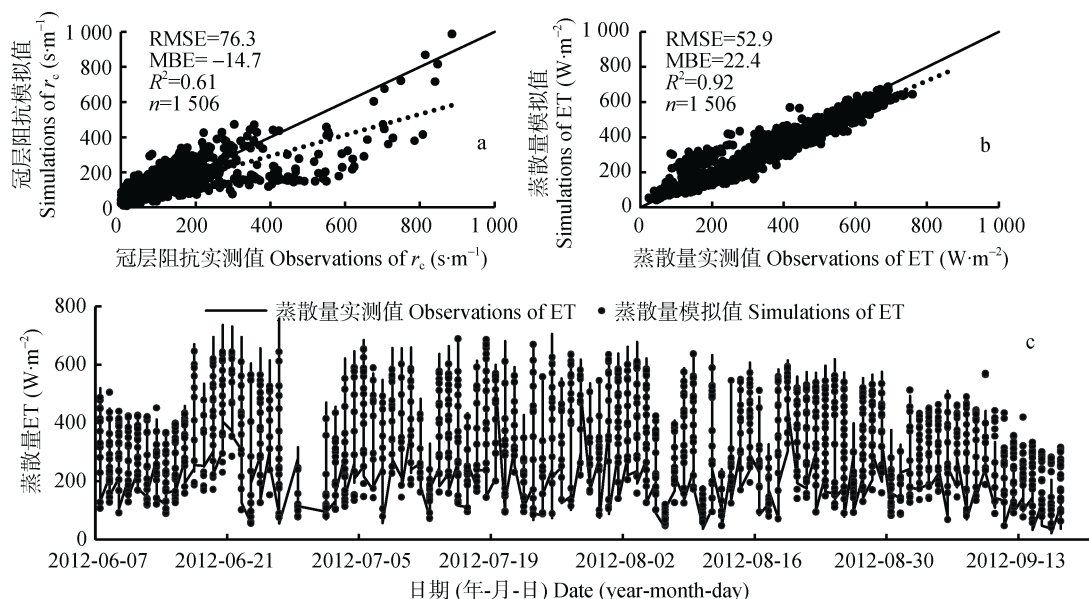 冠层阻抗模拟值
Simulations of rc (s·m⁻¹)
1 000
800
600
400
200
0
RMSE=76.3
MBE= −14.7
R²=0.61
n=1 506
a
0 200 400 600 800 1 000
冠层阻抗实测值 Observations of rc (s·m⁻¹)
蒸散量模拟值
Simulations of ET (W·m⁻²)
1 000
800
600
400
200
0
RMSE=52.9
MBE=22.4
R²=0.92
n=1 506
b
0 200 400 600 800 1 000
蒸散量实测值 Observations of ET (W·m⁻²)
蒸散量ET (W·m⁻²)
800
600
400
200
0
蒸散量实测值 Observations of ET 蒸散量模拟值 Simulations of ET
c
2012-06-07 2012-06-21 2012-07-05 2012-07-19 2012-08-02 2012-08-16 2012-08-30 2012-09-13
日期 (年-月-日) Date (year-month-day)